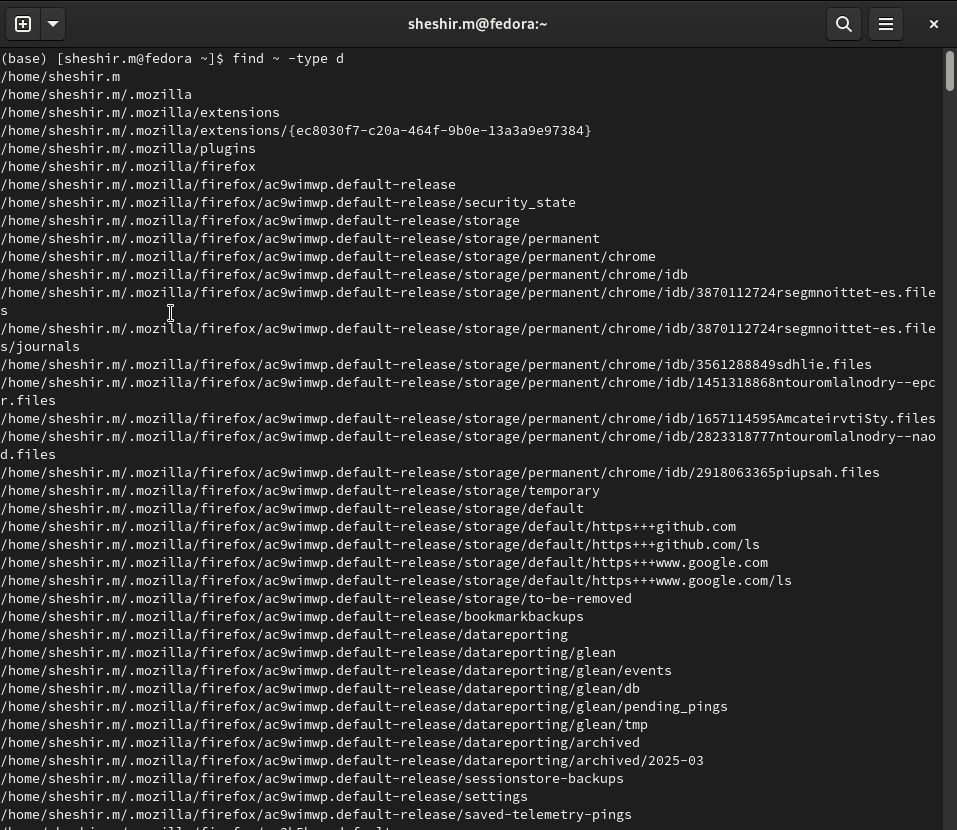 sheshir.m@fedora:~
(base) [sheshir.m@fedora ~]$ find ~ -type d
/home/sheshir.m
/home/sheshir.m/.mozilla
/home/sheshir.m/.mozilla/extensions
/home/sheshir.m/.mozilla/extensions/{ec8030f7-c20a-464f-9b0e-13a3a9e97384}
/home/sheshir.m/.mozilla/plugins
/home/sheshir.m/.mozilla/firefox
/home/sheshir.m/.mozilla/firefox/ac9wimwp.default-release
/home/sheshir.m/.mozilla/firefox/ac9wimwp.default-release/security_state
/home/sheshir.m/.mozilla/firefox/ac9wimwp.default-release/storage
/home/sheshir.m/.mozilla/firefox/ac9wimwp.default-release/storage/permanent
/home/sheshir.m/.mozilla/firefox/ac9wimwp.default-release/storage/permanent/chrome
/home/sheshir.m/.mozilla/firefox/ac9wimwp.default-release/storage/permanent/chrome/idb
/home/sheshir.m/.mozilla/firefox/ac9wimwp.default-release/storage/permanent/chrome/idb/3870112724rsegmnoittet-es.file
s
/home/sheshir.m/.mozilla/firefox/ac9wimwp.default-release/storage/permanent/chrome/idb/3870112724rsegmnoittet-es.file
s/journals
/home/sheshir.m/.mozilla/firefox/ac9wimwp.default-release/storage/permanent/chrome/idb/3561288849sdhlie.files
/home/sheshir.m/.mozilla/firefox/ac9wimwp.default-release/storage/permanent/chrome/idb/1451318868ntouromlalnodry--epc
r.files
/home/sheshir.m/.mozilla/firefox/ac9wimwp.default-release/storage/permanent/chrome/idb/1657114595AmcateirvtiSty.files
/home/sheshir.m/.mozilla/firefox/ac9wimwp.default-release/storage/permanent/chrome/idb/2823318777ntouromlalnodry--nao
d.files
/home/sheshir.m/.mozilla/firefox/ac9wimwp.default-release/storage/permanent/chrome/idb/2918063365piupsah.files
/home/sheshir.m/.mozilla/firefox/ac9wimwp.default-release/storage/temporary
/home/sheshir.m/.mozilla/firefox/ac9wimwp.default-release/storage/default
/home/sheshir.m/.mozilla/firefox/ac9wimwp.default-release/storage/default/https+++github.com
/home/sheshir.m/.mozilla/firefox/ac9wimwp.default-release/storage/default/https+++github.com/ls
/home/sheshir.m/.mozilla/firefox/ac9wimwp.default-release/storage/default/https+++www.google.com
/home/sheshir.m/.mozilla/firefox/ac9wimwp.default-release/storage/default/https+++www.google.com/ls
/home/sheshir.m/.mozilla/firefox/ac9wimwp.default-release/storage/to-be-removed
/home/sheshir.m/.mozilla/firefox/ac9wimwp.default-release/bookmarkbackups
/home/sheshir.m/.mozilla/firefox/ac9wimwp.default-release/datareporting
/home/sheshir.m/.mozilla/firefox/ac9wimwp.default-release/datareporting/glean
/home/sheshir.m/.mozilla/firefox/ac9wimwp.default-release/datareporting/glean/events
/home/sheshir.m/.mozilla/firefox/ac9wimwp.default-release/datareporting/glean/db
/home/sheshir.m/.mozilla/firefox/ac9wimwp.default-release/datareporting/glean/pending_pings
/home/sheshir.m/.mozilla/firefox/ac9wimwp.default-release/datareporting/glean/tmp
/home/sheshir.m/.mozilla/firefox/ac9wimwp.default-release/datareporting/archived
/home/sheshir.m/.mozilla/firefox/ac9wimwp.default-release/datareporting/archived/2025-03
/home/sheshir.m/.mozilla/firefox/ac9wimwp.default-release/sessionstore-backups
/home/sheshir.m/.mozilla/firefox/ac9wimwp.default-release/settings
/home/sheshir.m/.mozilla/firefox/ac9wimwp.default-release/saved-telemetry-pings